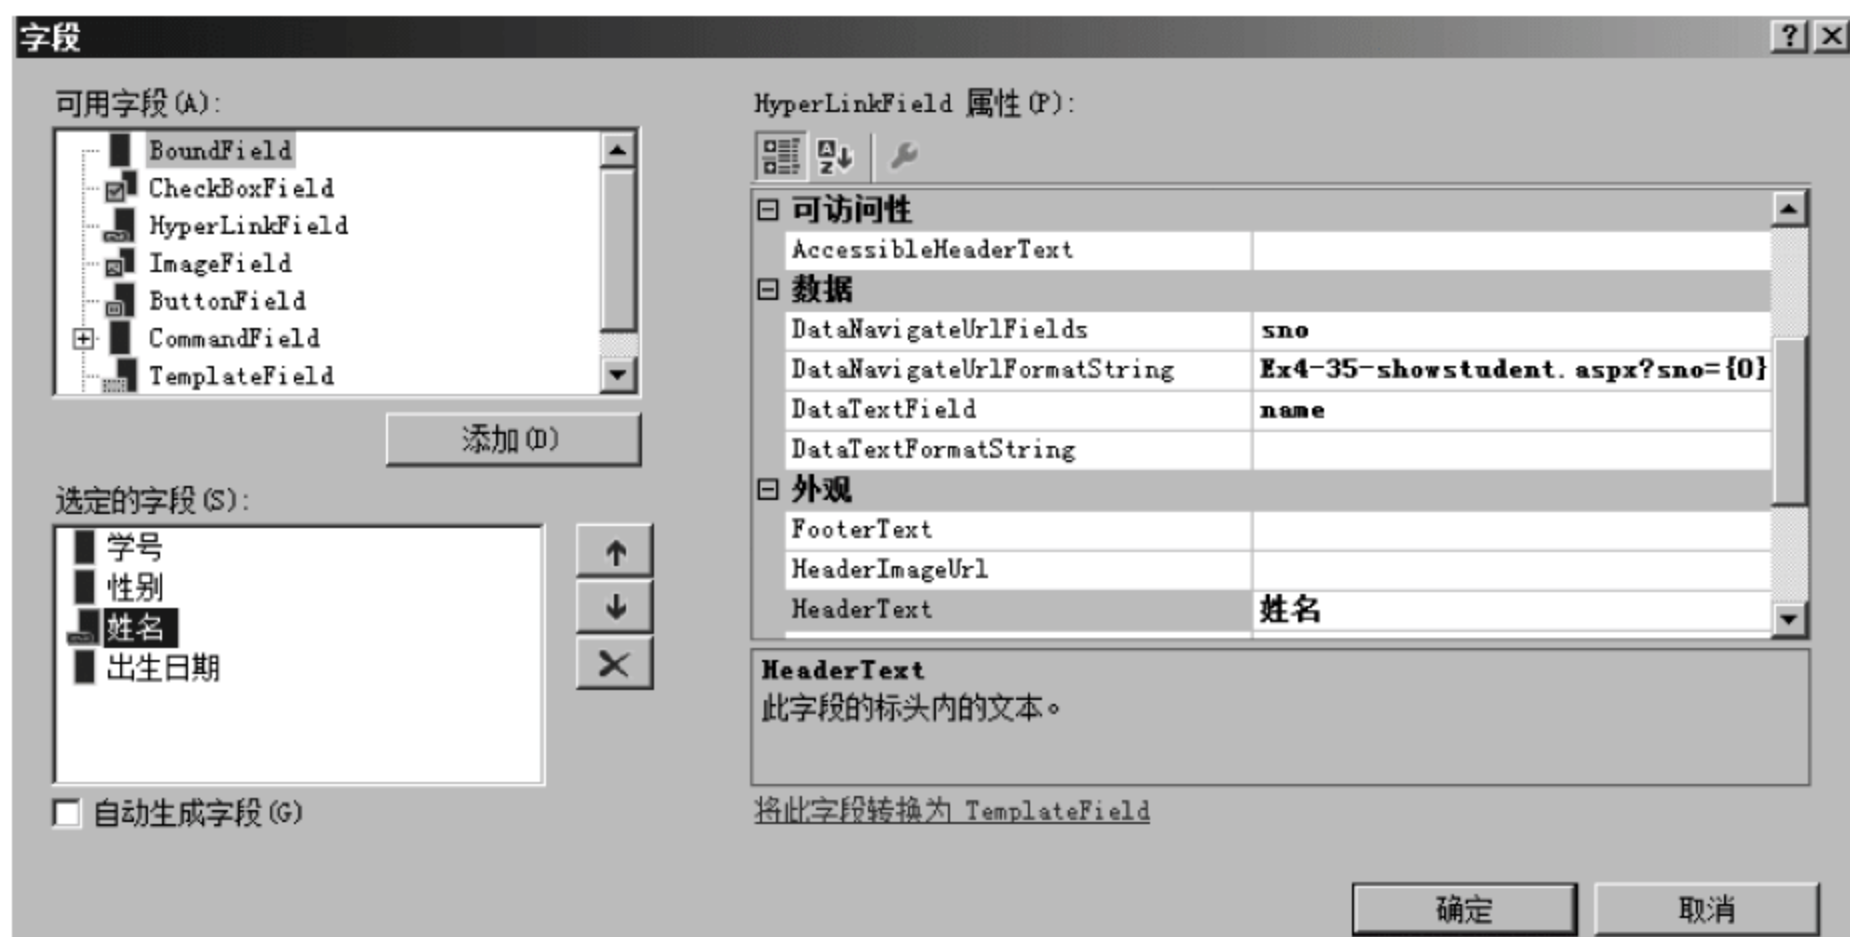 字段
可用字段(A):
BoundField
CheckBoxField
HyperLinkField
ImageField
ButtonField
CommandField
TemplateField
添加(D)
选定的字段(S):
学号
性别
姓名
出生日期
自动生成字段(G)
HyperLinkField 属性(P):
可访问性
AccessibleHeaderText
数据
DataNavigateUrlFields sno
DataNavigateUrlFormatString Ex4-35-showstudent.aspx?sno={0}
DataTextField name
DataTextFormatString
外观
FooterText
HeaderImageUrl
HeaderText 姓名
HeaderText
此字段的标头内的文本。
将此字段转换为 TemplateField
确定 取消